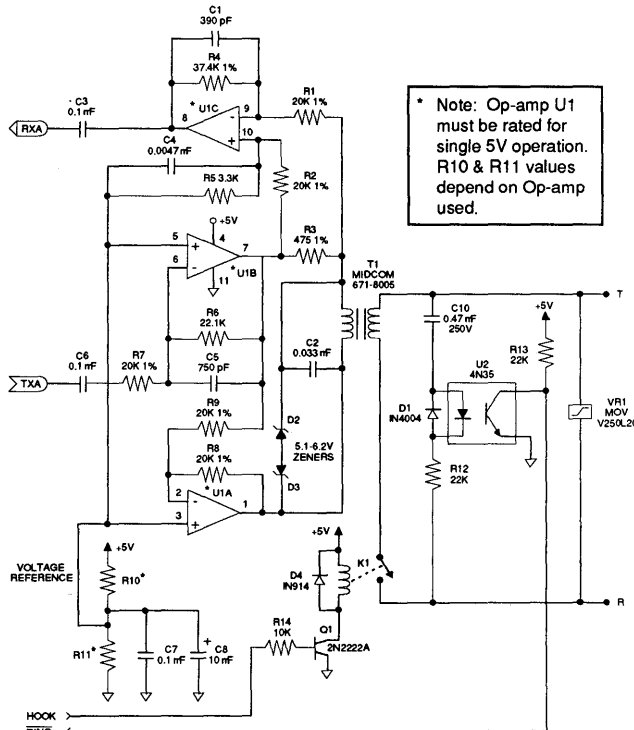 C1
390 pF
R4
37.4K 1%
C3
0.1 mF
* U1C
8
9
-
+
10
R1
20K 1%
RXA
C4
0.0047 mF
R5 3.3K
R2
20K 1%
* Note: Op-amp U1
must be rated for
single 5V operation.
R10 & R11 values
depend on Op-amp
used.
+5V
5
4
7
+
-
6
* U1B
11
R3
475 1%
T1
MIDCOM
671-8005
R6
22.1K
C6
0.1 mF
R7
20K 1%
C5
750 pF
TXA
C2
0.033 mF
C10
0.47 mF
250V
+5V
R13
22K
T
U2
4N35
D1
IN4004
VR1
MOV
V250L20
R9
20K 1%
R8
20K 1%
D2
5.1-6.2V
ZENERS
D3
* U1A
2
-
3
+
1
R12
22K
VOLTAGE
REFERENCE
+5V
R10*
R11*
C7
0.1 mF
+
C8
10 mF
+5V
D4
IN914
K1
R14
10K
Q1
2N2222A
R
HOOK